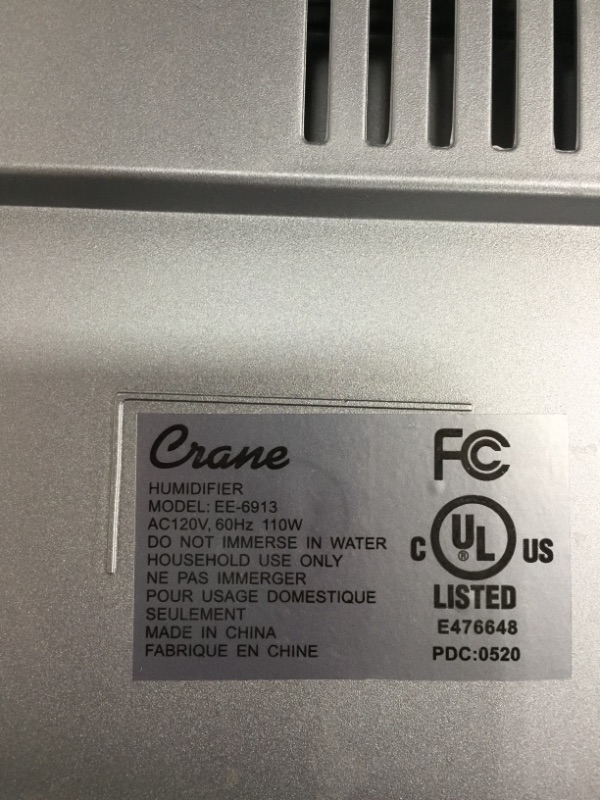 Crane
HUMIDIFIER
MODEL: EE-6913
AC120V, 60Hz 110W
DO NOT IMMERSE IN WATER
HOUSEHOLD USE ONLY
NE PAS IMMERGER
POUR USAGE DOMESTIQUE
SEULEMENT
MADE IN CHINA
FABRIQUE EN CHINE
FC
C UL® US
LISTED
E476648
PDC:0520